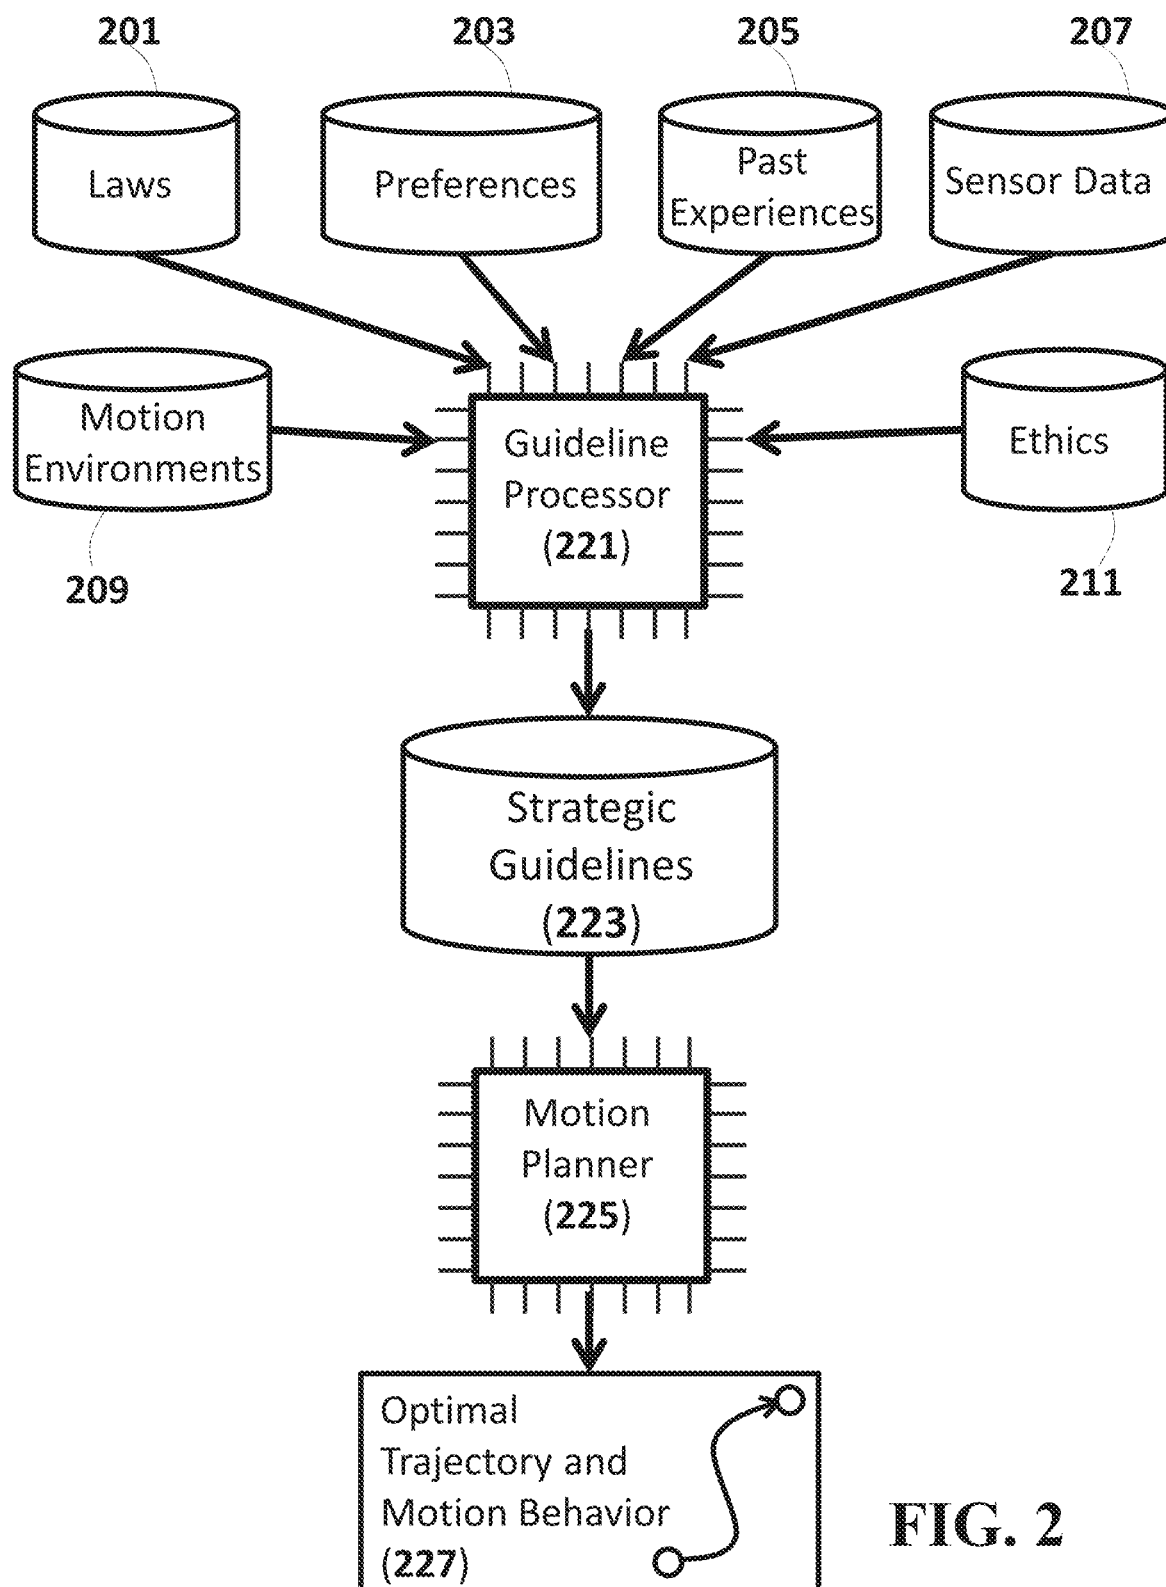 201
203
205
207
Laws
Preferences
Past
Experiences
Sensor Data
Motion
Environments
209
Guideline
Processor
(221)
Ethics
211
Strategic
Guidelines
(223)
Motion
Planner
(225)
Optimal
Trajectory and
Motion Behavior
(227)
FIG. 2